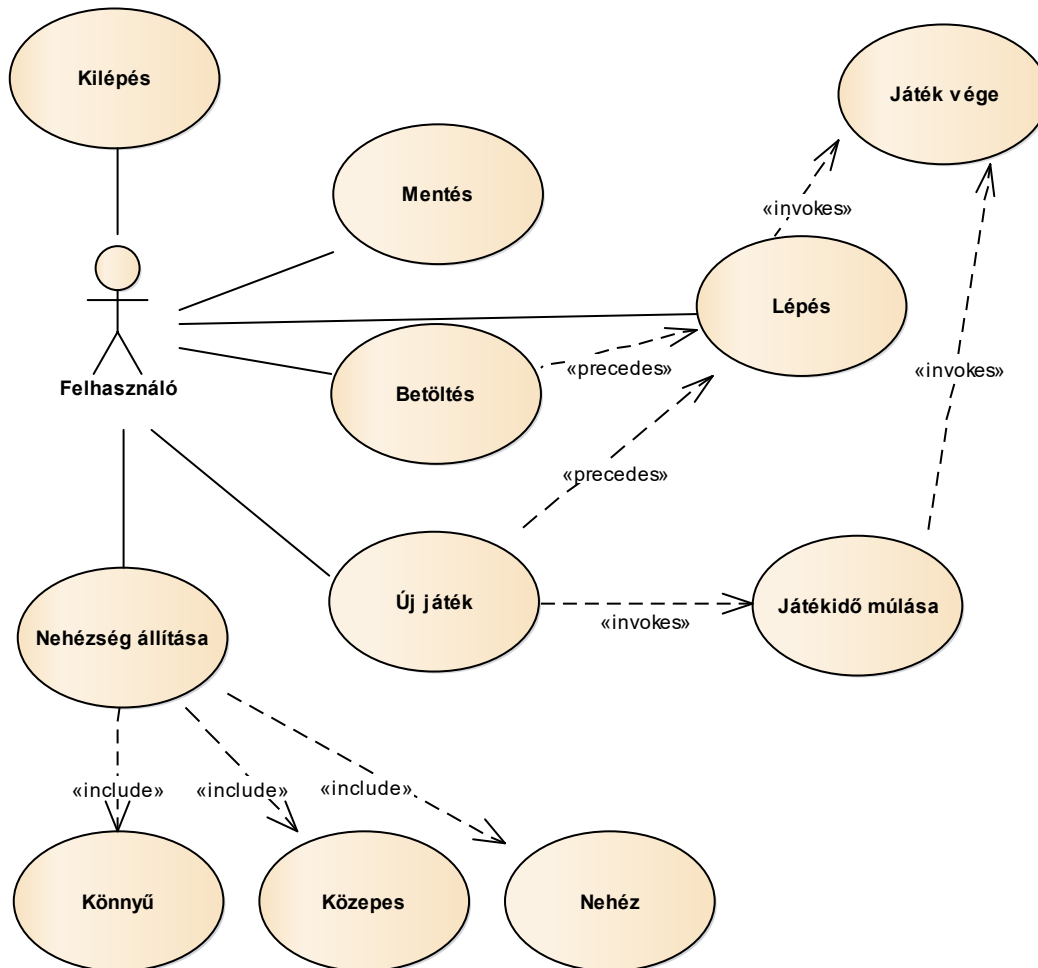 Kilépés
Játék vége
Mentés
«invokes»
Lépés
Felhasználó
Betöltés
«precedes»
«invokes»
«precedes»
Új játék
Játékidő múlása
«invokes»
Nehézség állítása
«include»
«include»
«include»
Könnyű
Közepes
Nehéz